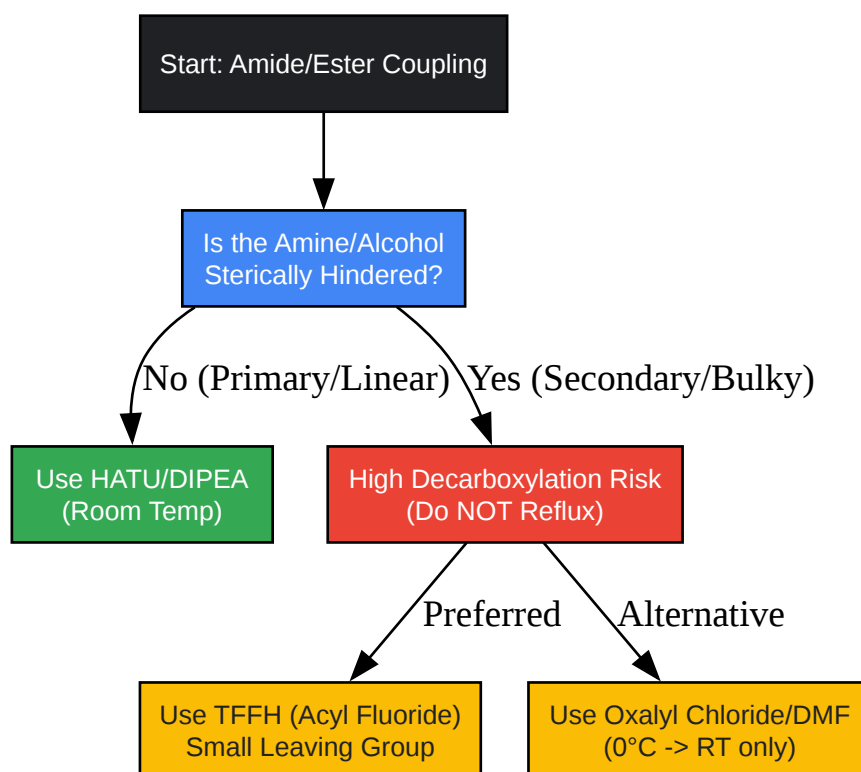 Start: Amide/Ester Coupling
Is the Amine/Alcohol
Sterically Hindered?
No (Primary/Linear)
Yes (Secondary/Bulky)
Use HATU/DIPEA
(Room Temp)
High Decarboxylation Risk
(Do NOT Reflux)
Preferred
Alternative
Use TFFH (Acyl Fluoride)
Small Leaving Group
Use Oxalyl Chloride/DMF
(0°C -> RT only)